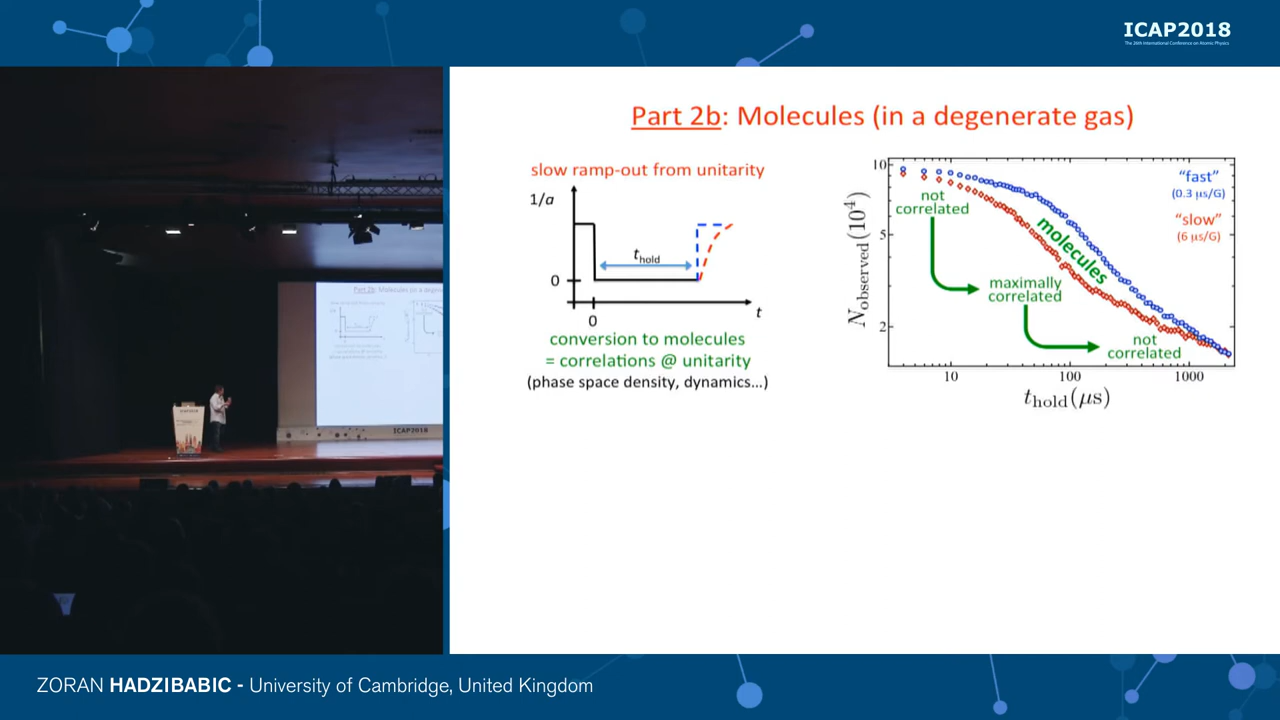 ICAP2018
The 26th International Conference on Atomic Physics
Part 2b: Molecules (in a degenerate gas)
slow ramp-out from unitarity
1/a
t_hold
0
0
t
conversion to molecules
= correlations @ unitarity
(phase space density, dynamics...)
N_observed (10^4)
10
5
2
10
100
1000
t_hold (μs)
"fast"
(0.3 μs/G)
"slow"
(6 μs/G)
not
correlated
molecules
maximally
correlated
not
correlated
ICAP2018
ZORAN HADZIBABIC - University of Cambridge, United Kingdom